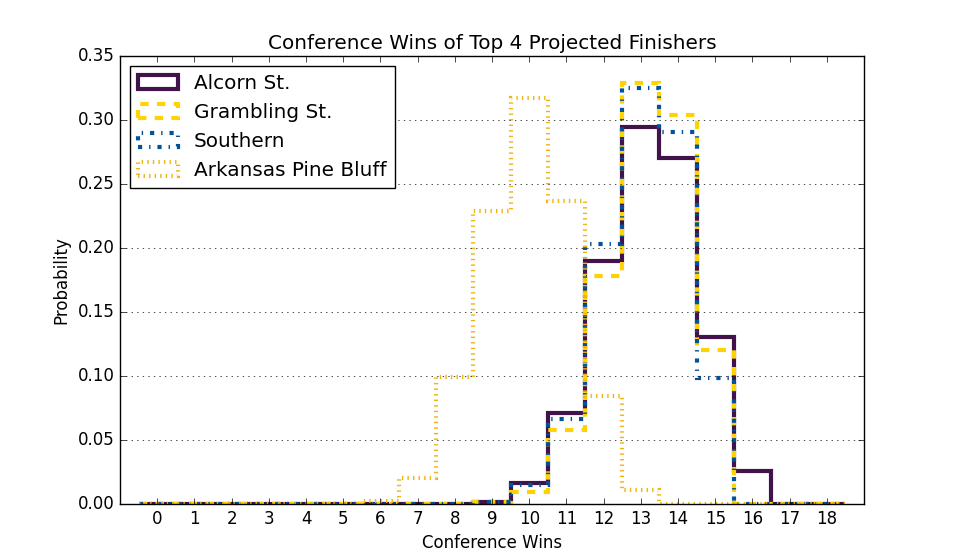 Conference Wins of Top 4 Projected Finishers
0.35
0.30
0.25
0.20
0.15
0.10
0.05
0.00
Probability
Alcorn St.
Grambling St.
Southern
Arkansas Pine Bluff
0 1 2 3 4 5 6 7 8 9 10 11 12 13 14 15 16 17 18
Conference Wins